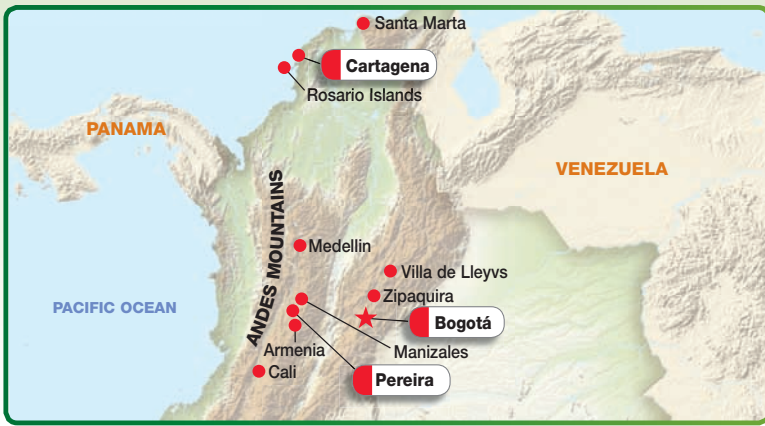 Santa Marta
Cartagena
Rosario Islands
PANAMA
VENEZUELA
ANDES MOUNTAINS
Medellin
Villa de Lleyvs
Zipaquira
PACIFIC OCEAN
Bogotá
Armenia
Manizales
Cali
Pereira